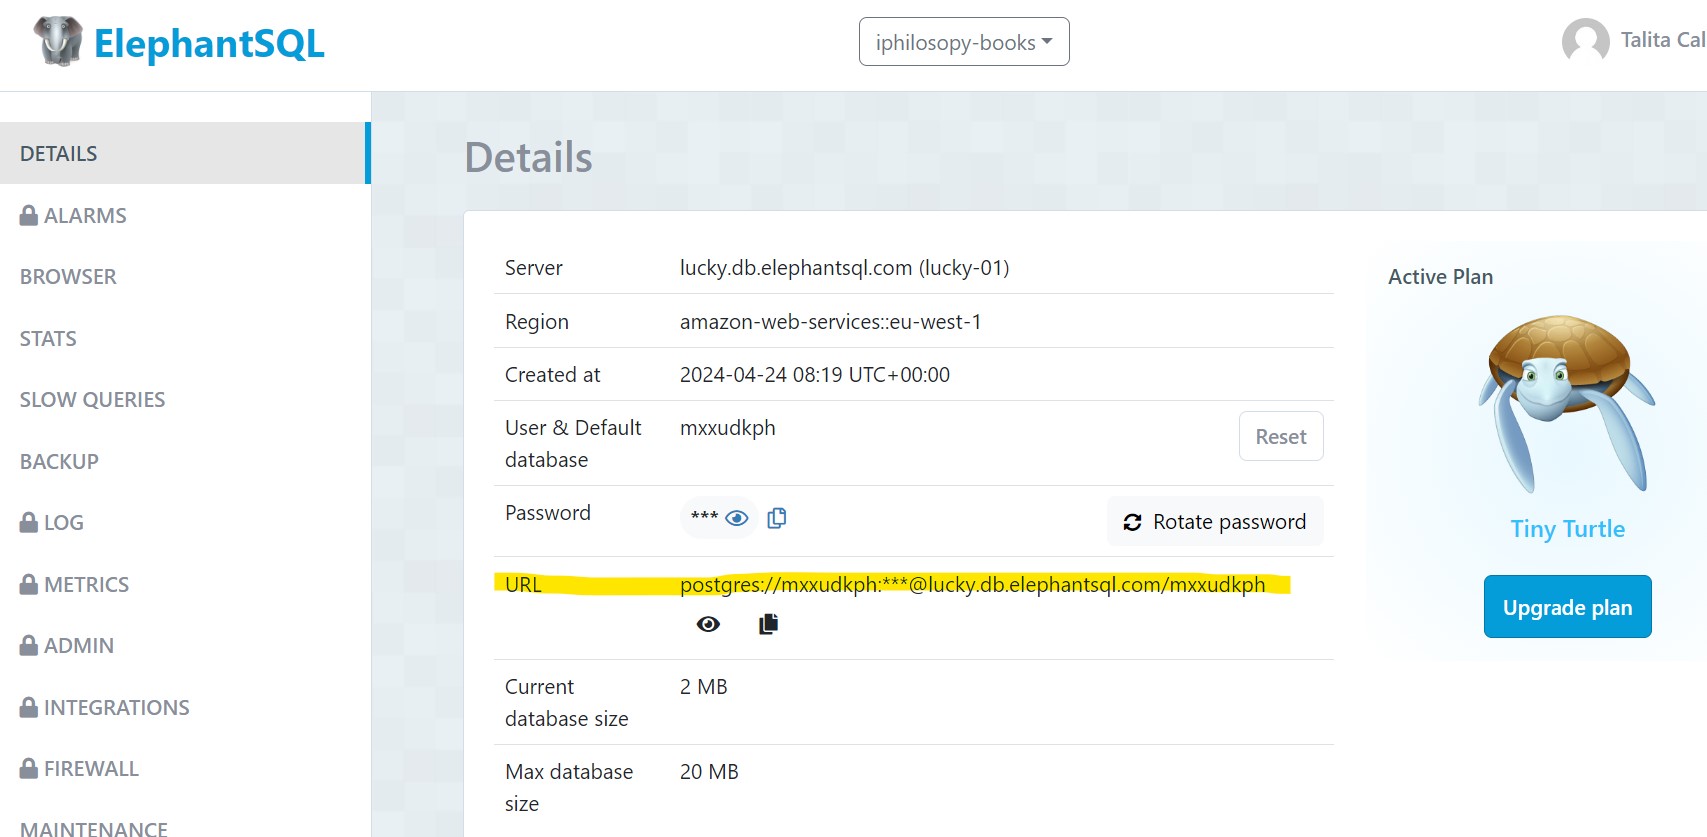 ElephantSQL
iphilosopy-books
Talita Cal
DETAILS
ALARMS
BROWSER
STATS
SLOW QUERIES
BACKUP
LOG
METRICS
ADMIN
INTEGRATIONS
FIREWALL
MAINTENANCE
Details
Server lucky.db.elephantsql.com (lucky-01)
Region amazon-web-services::eu-west-1
Created at 2024-04-24 08:19 UTC+00:00
User & Default mxxudkph
database
Reset
Password *** Rotate password
URL postgres://mxxudkph:***@lucky.db.elephantsql.com/mxxudkph
Current 2 MB
database size
Max database 20 MB
size
Active Plan
Tiny Turtle
Upgrade plan